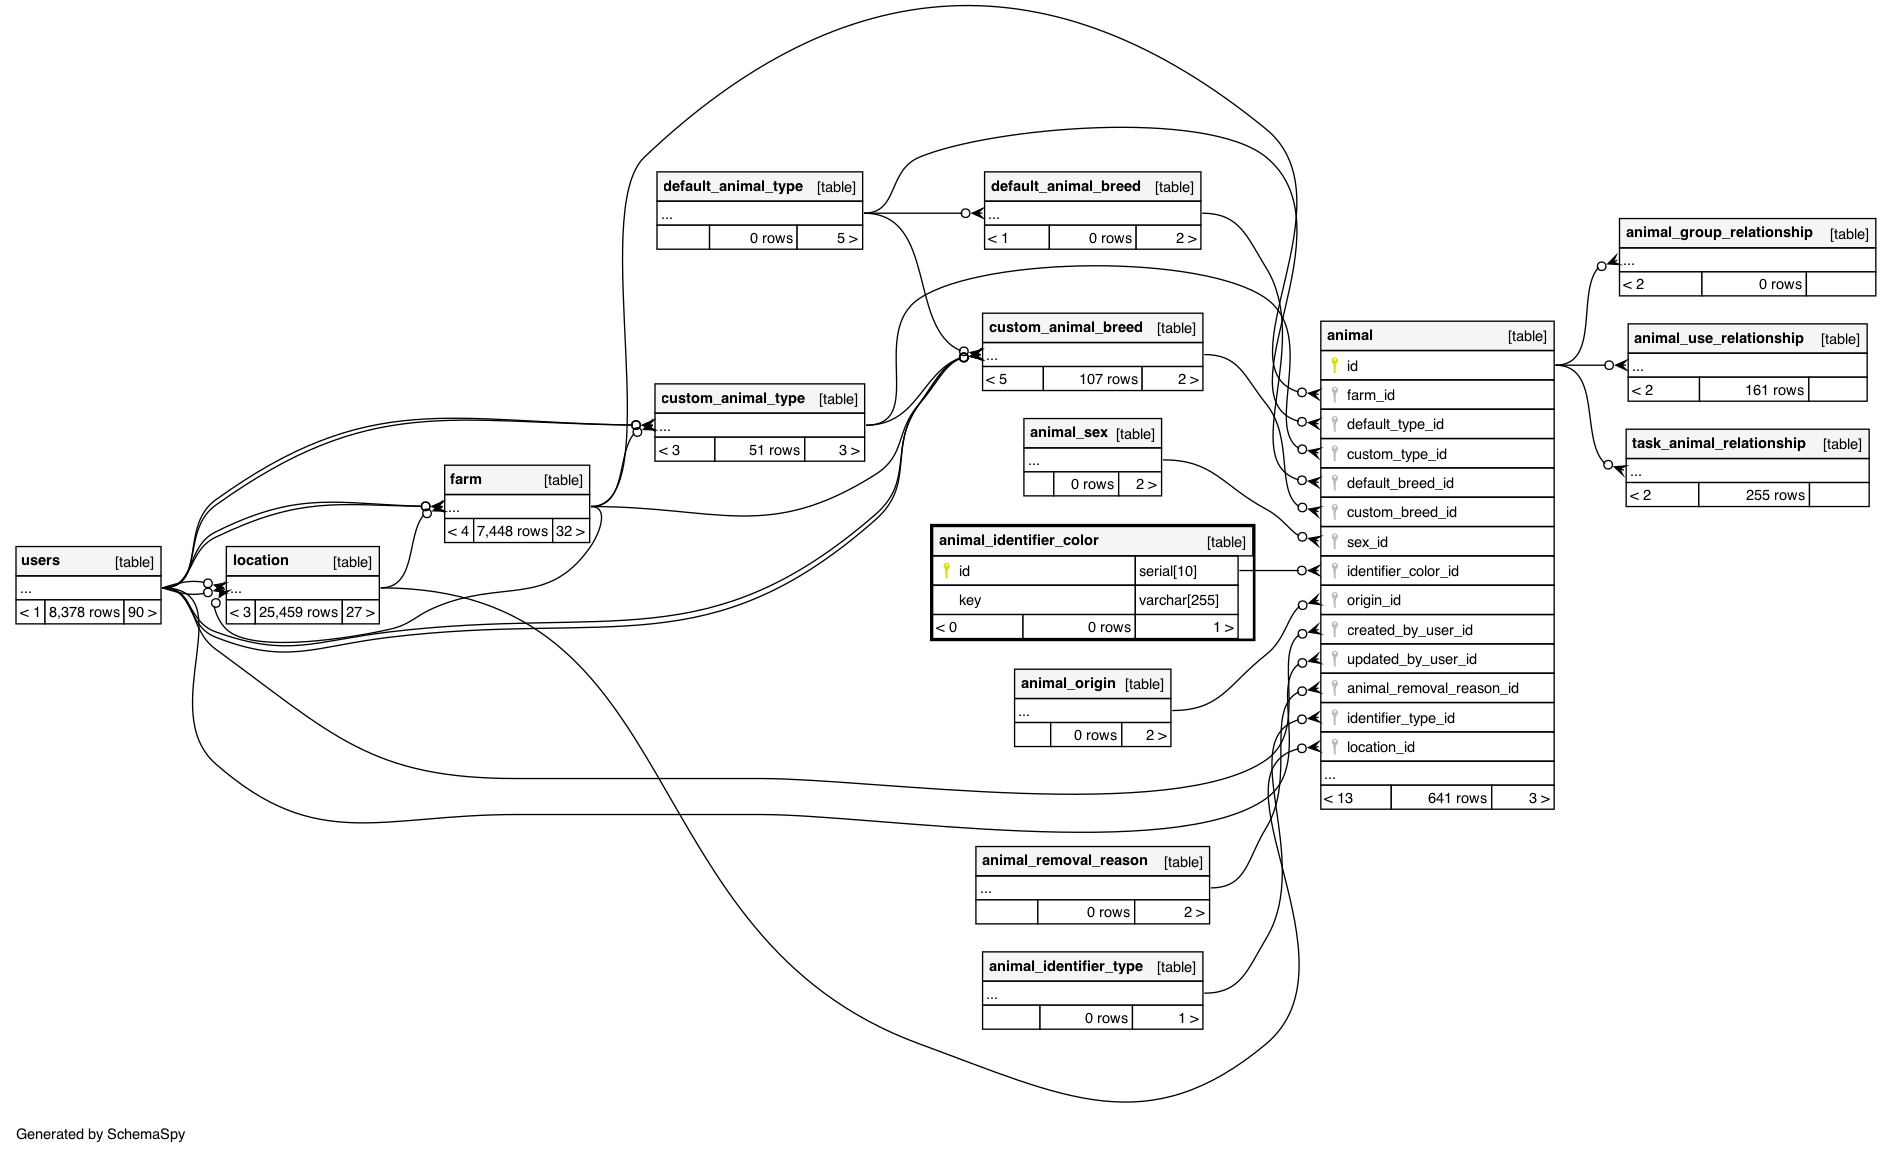 default_animal_type [table]
...
0 rows 5 >
default_animal_breed [table]
...
< 1 0 rows 2 >
animal_group_relationship [table]
...
< 2 0 rows
custom_animal_breed [table]
...
< 5 107 rows 2 >
animal [table]
id
farm_id
default_type_id
custom_type_id
default_breed_id
custom_breed_id
sex_id
identifier_color_id
origin_id
created_by_user_id
updated_by_user_id
animal_removal_reason_id
identifier_type_id
location_id
...
< 13 641 rows 3 >
animal_use_relationship [table]
...
< 2 161 rows
custom_animal_type [table]
...
< 3 51 rows 3 >
animal_sex [table]
...
0 rows 2 >
task_animal_relationship [table]
...
< 2 255 rows
farm [table]
...
< 4 7,448 rows 32 >
animal_identifier_color [table]
id serial[10]
key varchar[255]
< 0 0 rows 1 >
users [table]
...
< 1 8,378 rows 90 >
location [table]
...
< 3 25,459 rows 27 >
animal_origin [table]
...
0 rows 2 >
animal_removal_reason [table]
...
0 rows 2 >
animal_identifier_type [table]
...
0 rows 1 >
Generated by SchemaSpy